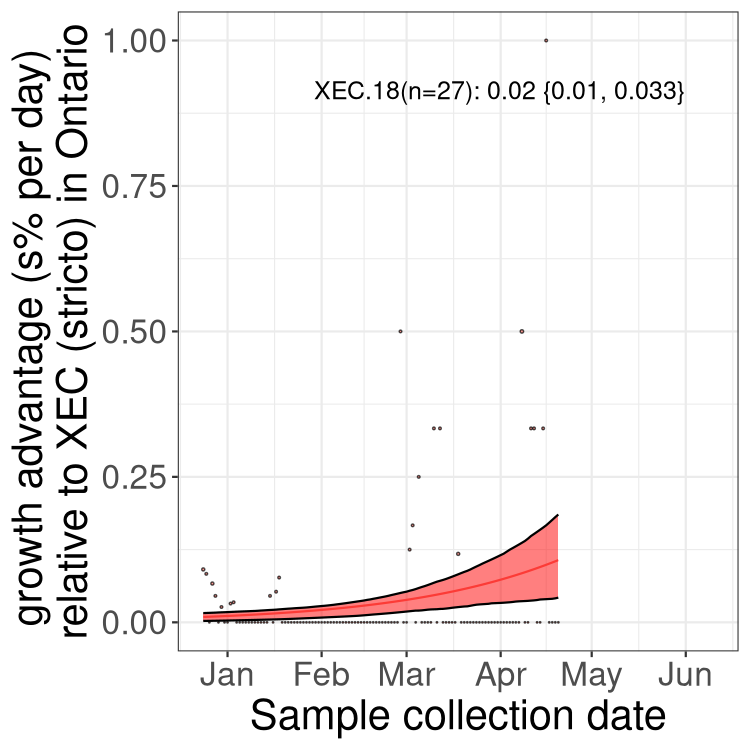 growth advantage (s% per day)
relative to XEC (stricto) in Ontario
1.00
XEC.18(n=27): 0.02 {0.01, 0.033}
0.75
0.50
0.25
0.00
Jan Feb Mar Apr May Jun
Sample collection date